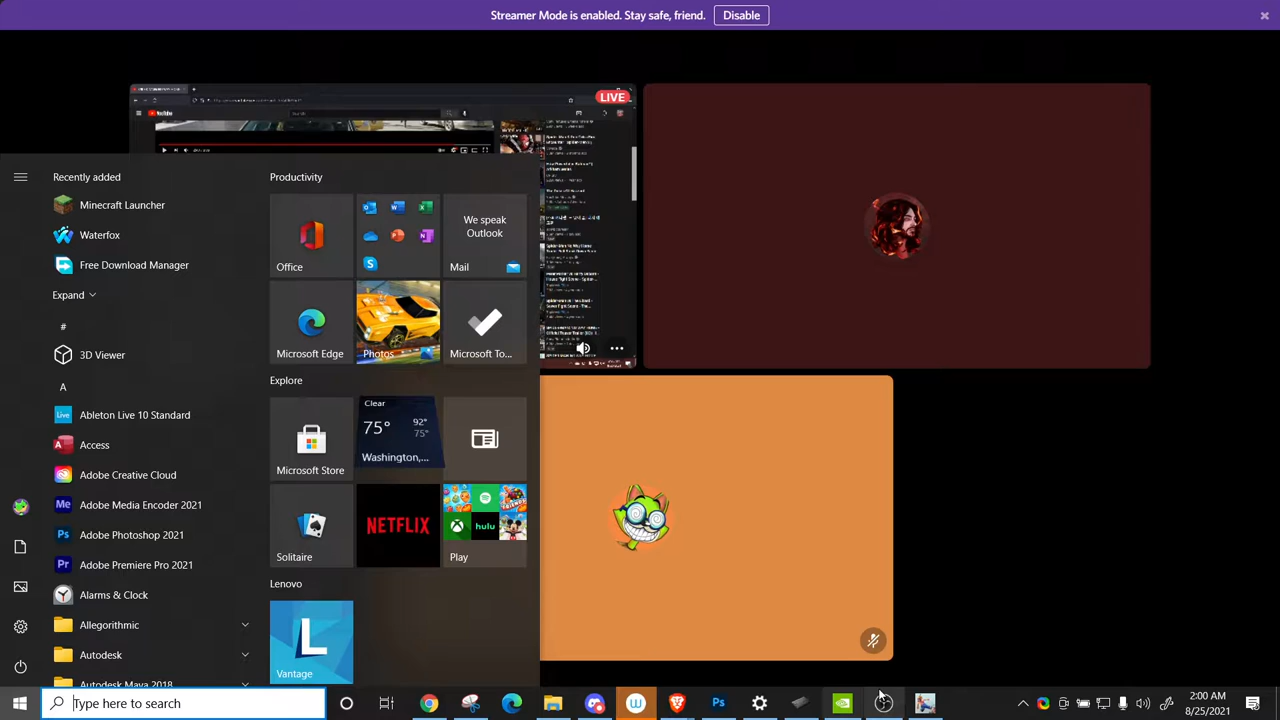 Streamer Mode is enabled. Stay safe, friend. Disable
LIVE
YouTube
Recently added
Minecraft Launcher
Waterfox
Free Download Manager
Expand
#
3D Viewer
A
Ableton Live 10 Standard
Access
Adobe Creative Cloud
Adobe Media Encoder 2021
Adobe Photoshop 2021
Adobe Premiere Pro 2021
Alarms & Clock
Allegorithmic
Autodesk
Autodesk Maya 2018
Productivity
Office
We speak
Outlook
Mail
Microsoft Edge
Photos
Microsoft To...
Explore
Microsoft Store
Clear
75° 92°
75°
Washington,...
Solitaire
NETFLIX
hulu
Play
Lenovo
L
Vantage
Type here to search
2:00 AM
8/25/2021